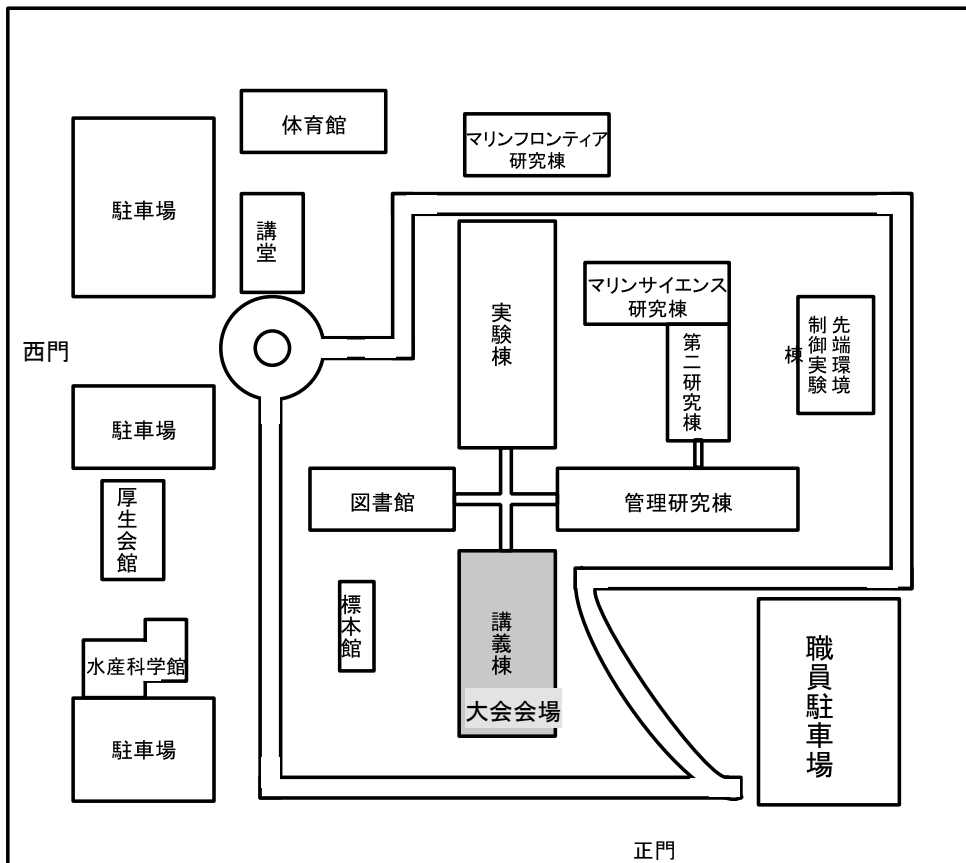 体育館
マリンフロンティア
研究棟
駐車場
講堂
マリンサイエンス
研究棟
実験棟
先端環境
制御実験
棟
第二研究棟
西門
駐車場
図書館
管理研究棟
厚生会館
標本館
講義棟
大会会場
水産科学館
職員駐車場
駐車場
正門